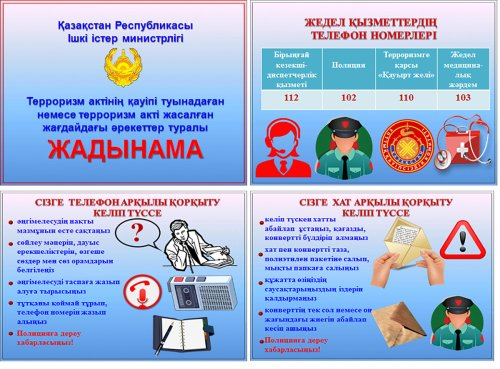 Қазақстан Республикасы
Ішкі істер министрлігі
Терроризм актінің қауіпі туынадаған
немесе терроризм акті жасалған
жағдайдағы әрекеттер туралы
ЖАДЫНАМА
ЖЕДЕЛ ҚЫЗМЕТТЕРДІҢ
ТЕЛЕФОН НОМЕРЛЕРІ
Бірыңғай кезекші-диспетчерлік қызметі
Полиция
Терроризмге қарсы «Қауырт желі»
Жедел медицина-лық жәрдем
112 102 110 103
СІЗГЕ ТЕЛЕФОН АРҚЫЛЫ ҚОРҚЫТУ
КЕЛІП ТҮССЕ
әңгімелесудің нақты
мазмұнын есте сақтаңыз
сөйлеу мәнерін, дауыс
ерекшеліктерін, өзгеше
сөздер мен сөз орамдарын
белгілеңіз
әңгімелесуді таспаға жазып
алуға тырысыңыз
тұтқаны қоймай тұрып,
телефон номерін жазып
алыңыз
Полицияға дереу
хабарласыңыз!
СІЗГЕ ХАТ АРҚЫЛЫ ҚОРҚЫТУ
КЕЛІП ТҮССЕ
келіп түскен хатты
абайлап ұстаңыз, қағазды,
конвертті бүлдіріп алмаңыз
хат пен конвертті таза,
полиэтилен пакетіне салып,
мықты папкаға салыңыз
құжатта өзіңіздің
саусақтарыңыздың іздерін
қалдырмаңыз
конверттің тек сол немесе оң
жағындағы жиегін абайлап
кесіп ашыңыз
Полицияға дереу
хабарласыңыз!